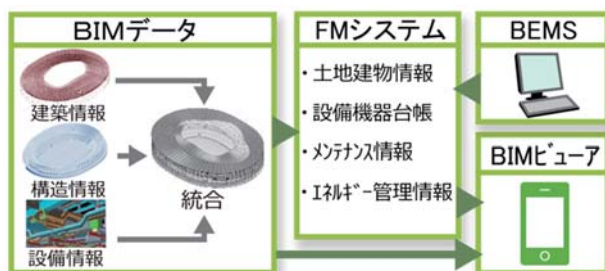 BIMデータ
建築情報
構造情報
設備情報
統合
FMシステム
・土地建物情報
・設備機器台帳
・ﾒﾝﾃﾅﾝｽ情報
・ｴﾈﾙｷﾞｰ管理情報
BEMS
BIMﾋﾞｭｰｱ